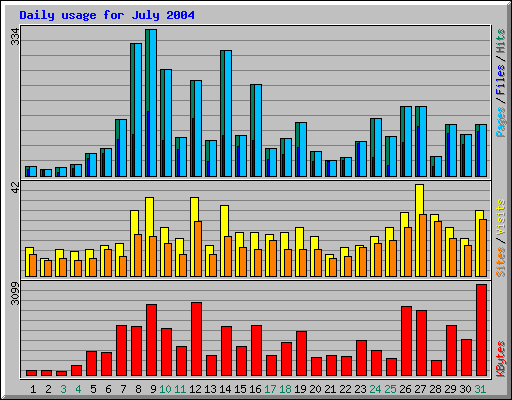 Daily usage for July 2004
334
Pages / Files / Hits
42
Sites / Visits
3099
KBytes
1 2 3 4 5 6 7 8 9 10 11 12 13 14 15 16 17 18 19 20 21 22 23 24 25 26 27 28 29 30 31